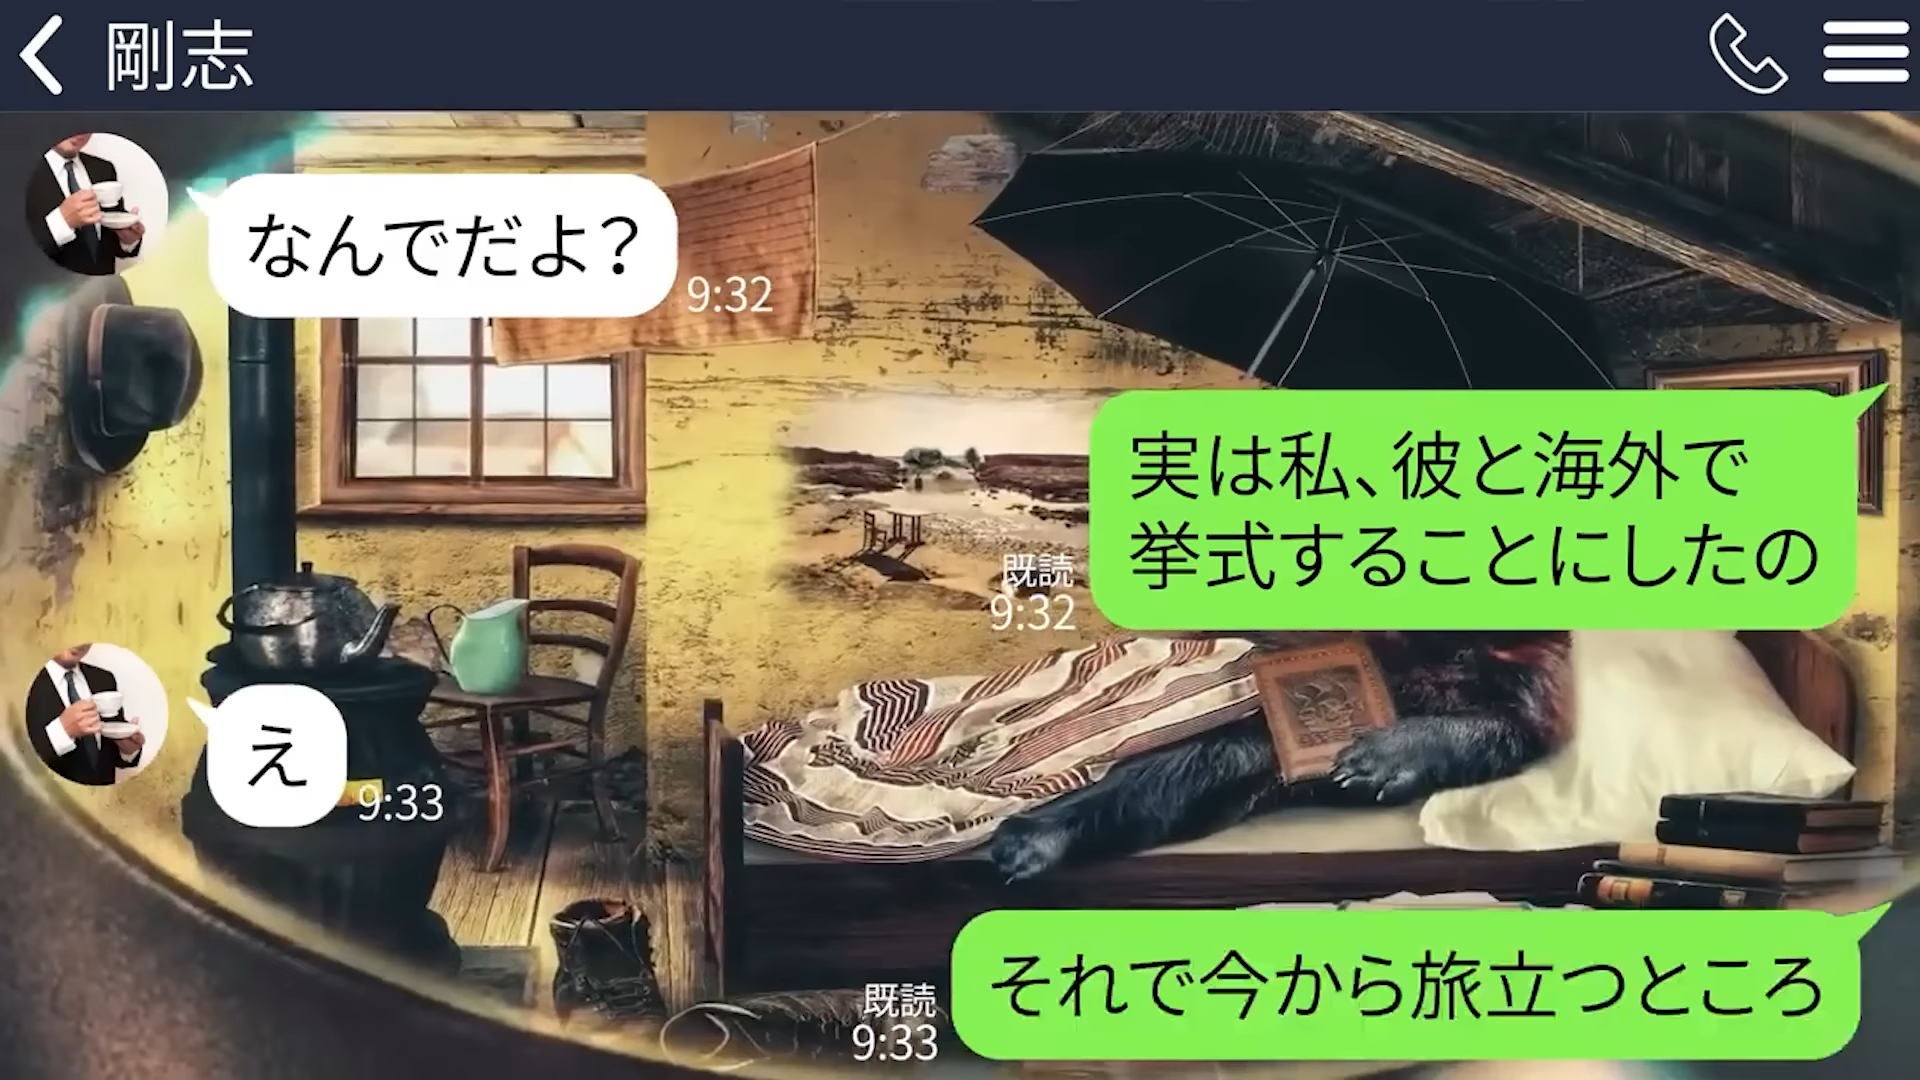 剛志
なんでだよ？
9:32
実は私、彼と海外で
挙式することにしたの
既読
9:32
え
9:33
それで今から旅立つところ
既読
9:33